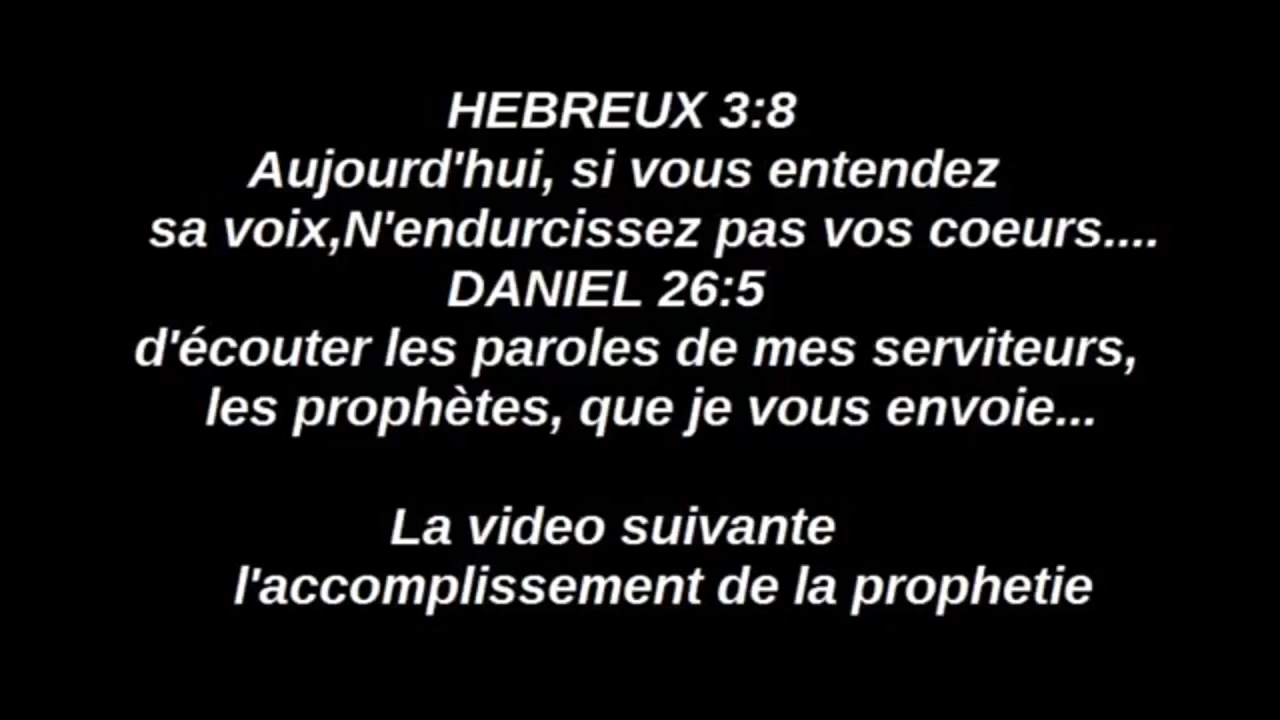 HEBREUX 3:8
Aujourd'hui, si vous entendez
sa voix,N'endurcissez pas vos coeurs....
DANIEL 26:5
d'écouter les paroles de mes serviteurs,
les prophètes, que je vous envoie...
La video suivante
l'accomplissement de la prophetie